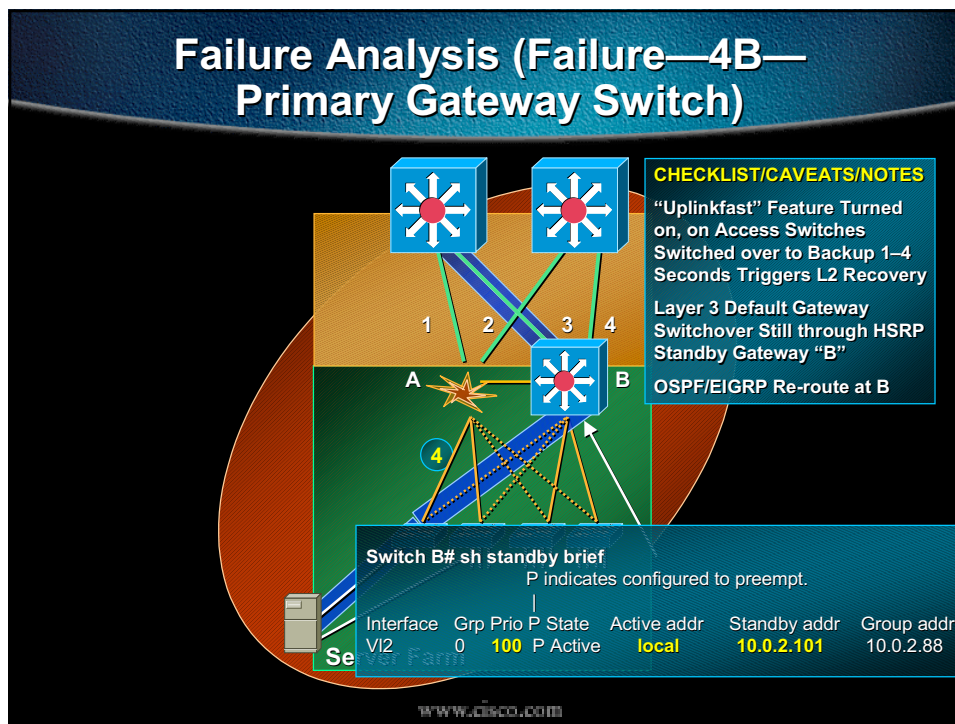 Failure Analysis (Failure—4B—
Primary Gateway Switch)
CHECKLIST/CAVEATS/NOTES
“Uplinkfast” Feature Turned
on, on Access Switches
Switched over to Backup 1–4
Seconds Triggers L2 Recovery
Layer 3 Default Gateway
Switchover Still through HSRP
Standby Gateway “B”
OSPF/EIGRP Re-route at B
1 2 3 4
A B
4
Switch B# sh standby brief
P indicates configured to preempt.
|
Interface Grp Prio P State Active addr Standby addr Group addr
Vl2 0 100 P Active local 10.0.2.101 10.0.2.88
Server Farm
www.cisco.com